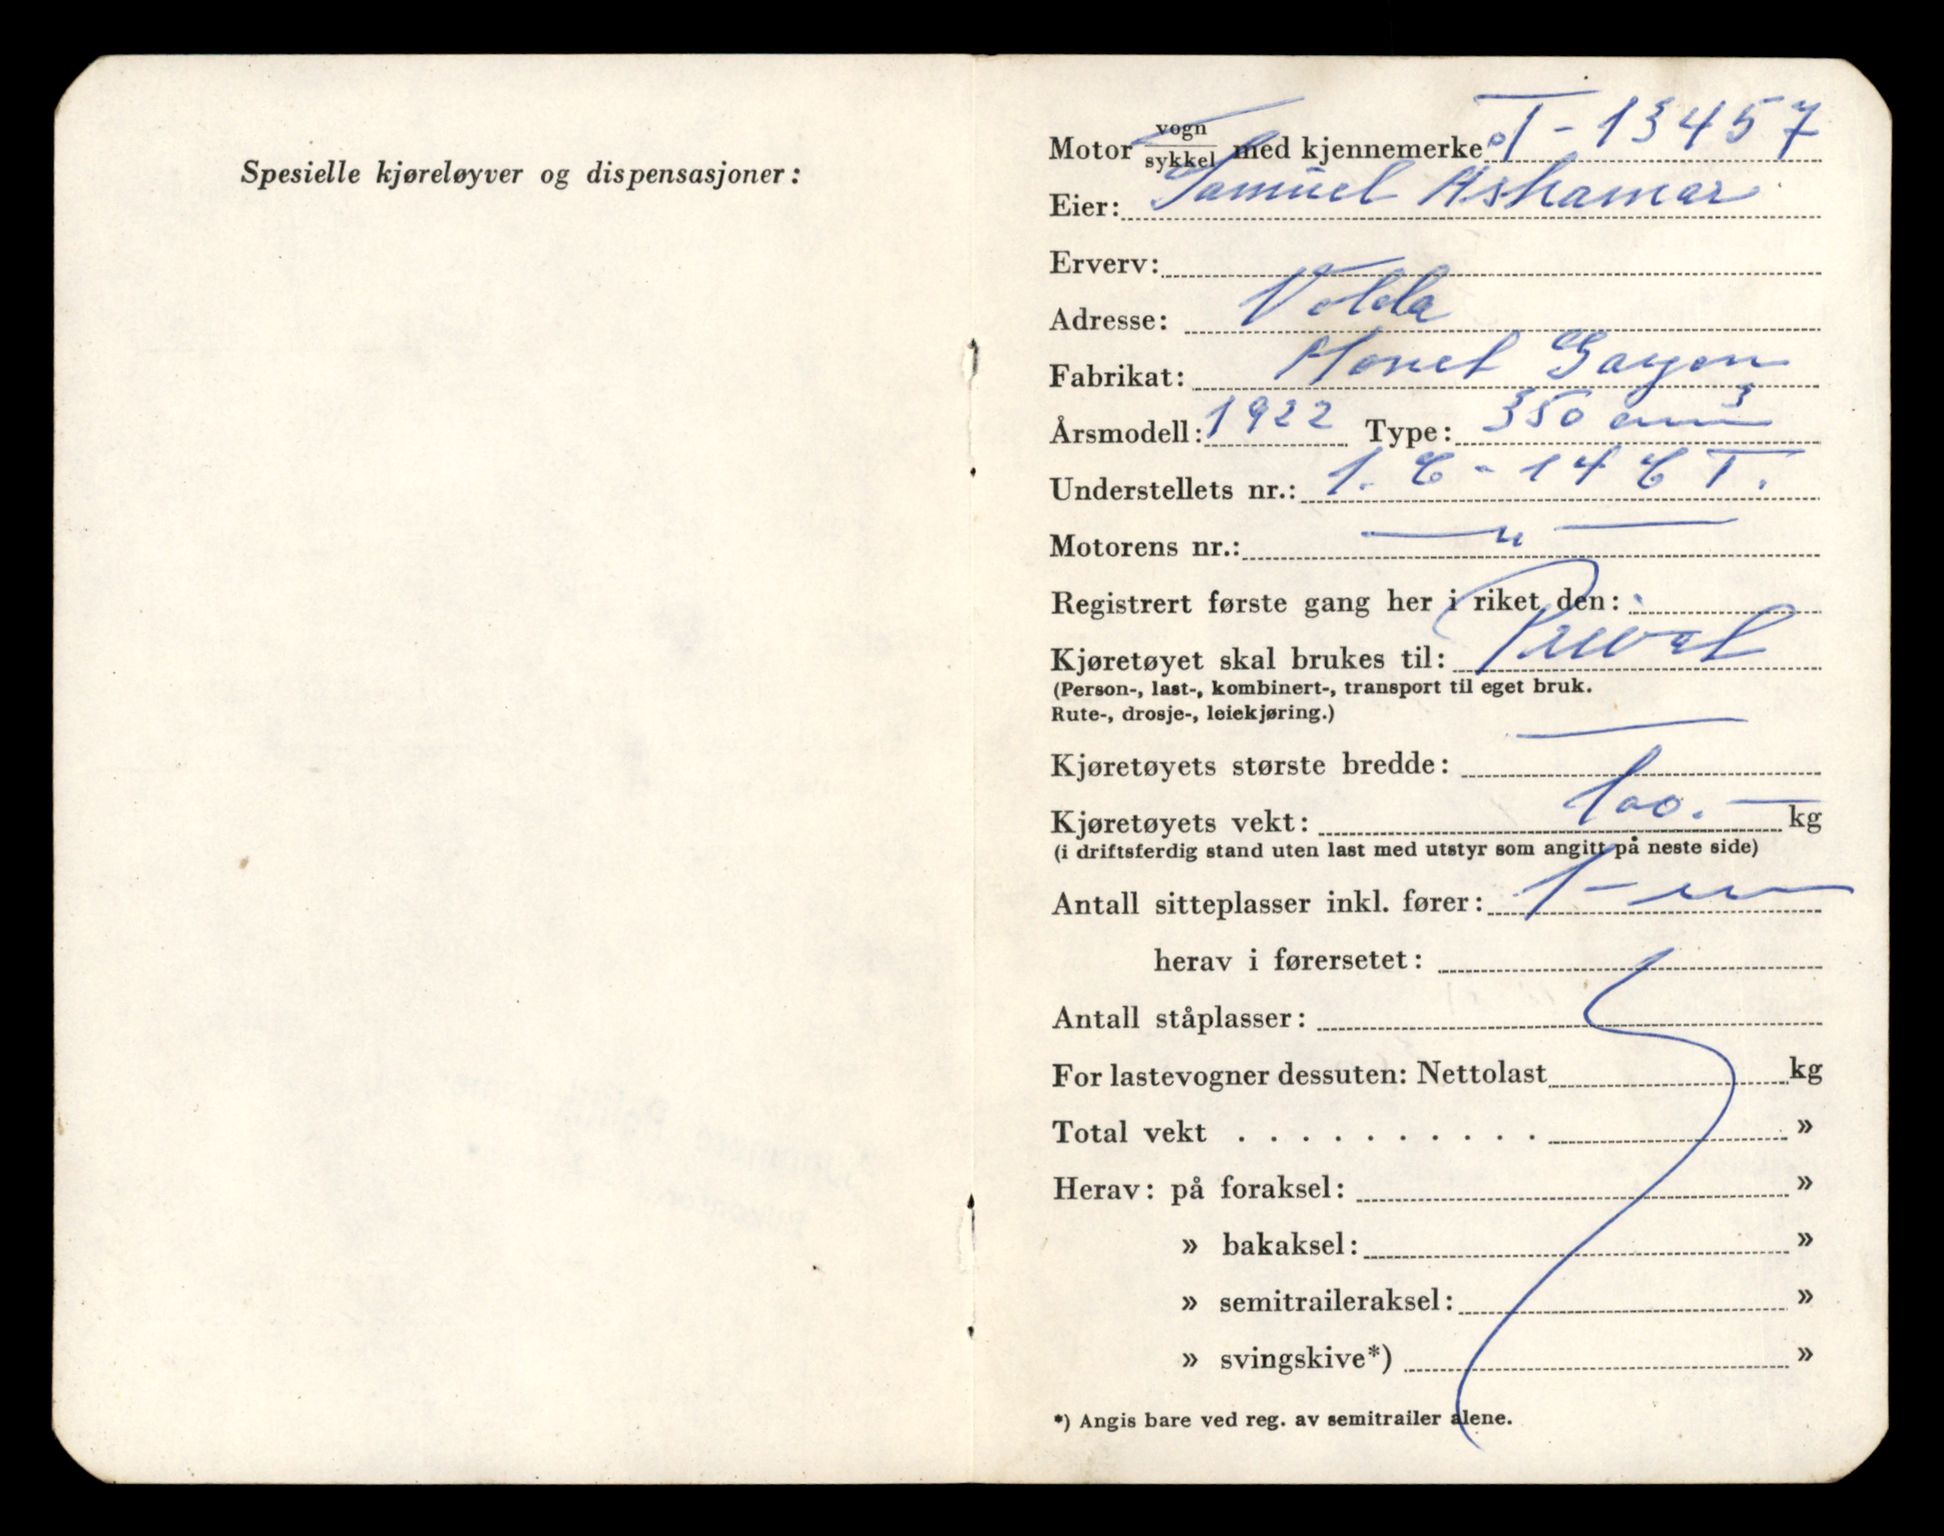 Spesielle kjøreløyver og dispensasjoner:
Motor vogn/sykkel med kjennemerke T - 13457
Eier: Samuel Åshamar
Erverv:
Adresse: Volda
Fabrikat: Monet Goyon
Årsmodell: 1922 Type: 350 cm3
Understellets nr.:
Motorens nr.: — " —
Registrert første gang her i riket den:
Kjøretøyet skal brukes til: Privat
(Person-, last-, kombinert-, transport til eget bruk.
Rute-, drosje-, leiekjøring.)
Kjøretøyets største bredde: —
Kjøretøyets vekt: 100.— kg
(i driftsferdig stand uten last med utstyr som angitt på neste side)
Antall sitteplasser inkl. fører: 1 -
herav i førersetet:
Antall ståplasser:
For lastevogner dessuten: Nettolast kg
Total vekt . . . . . . . . . . . »
Herav: på foraksel: »
» bakaksel: »
» semitraileraksel: »
» svingskive*) »
*) Angis bare ved reg. av semitrailer alene.